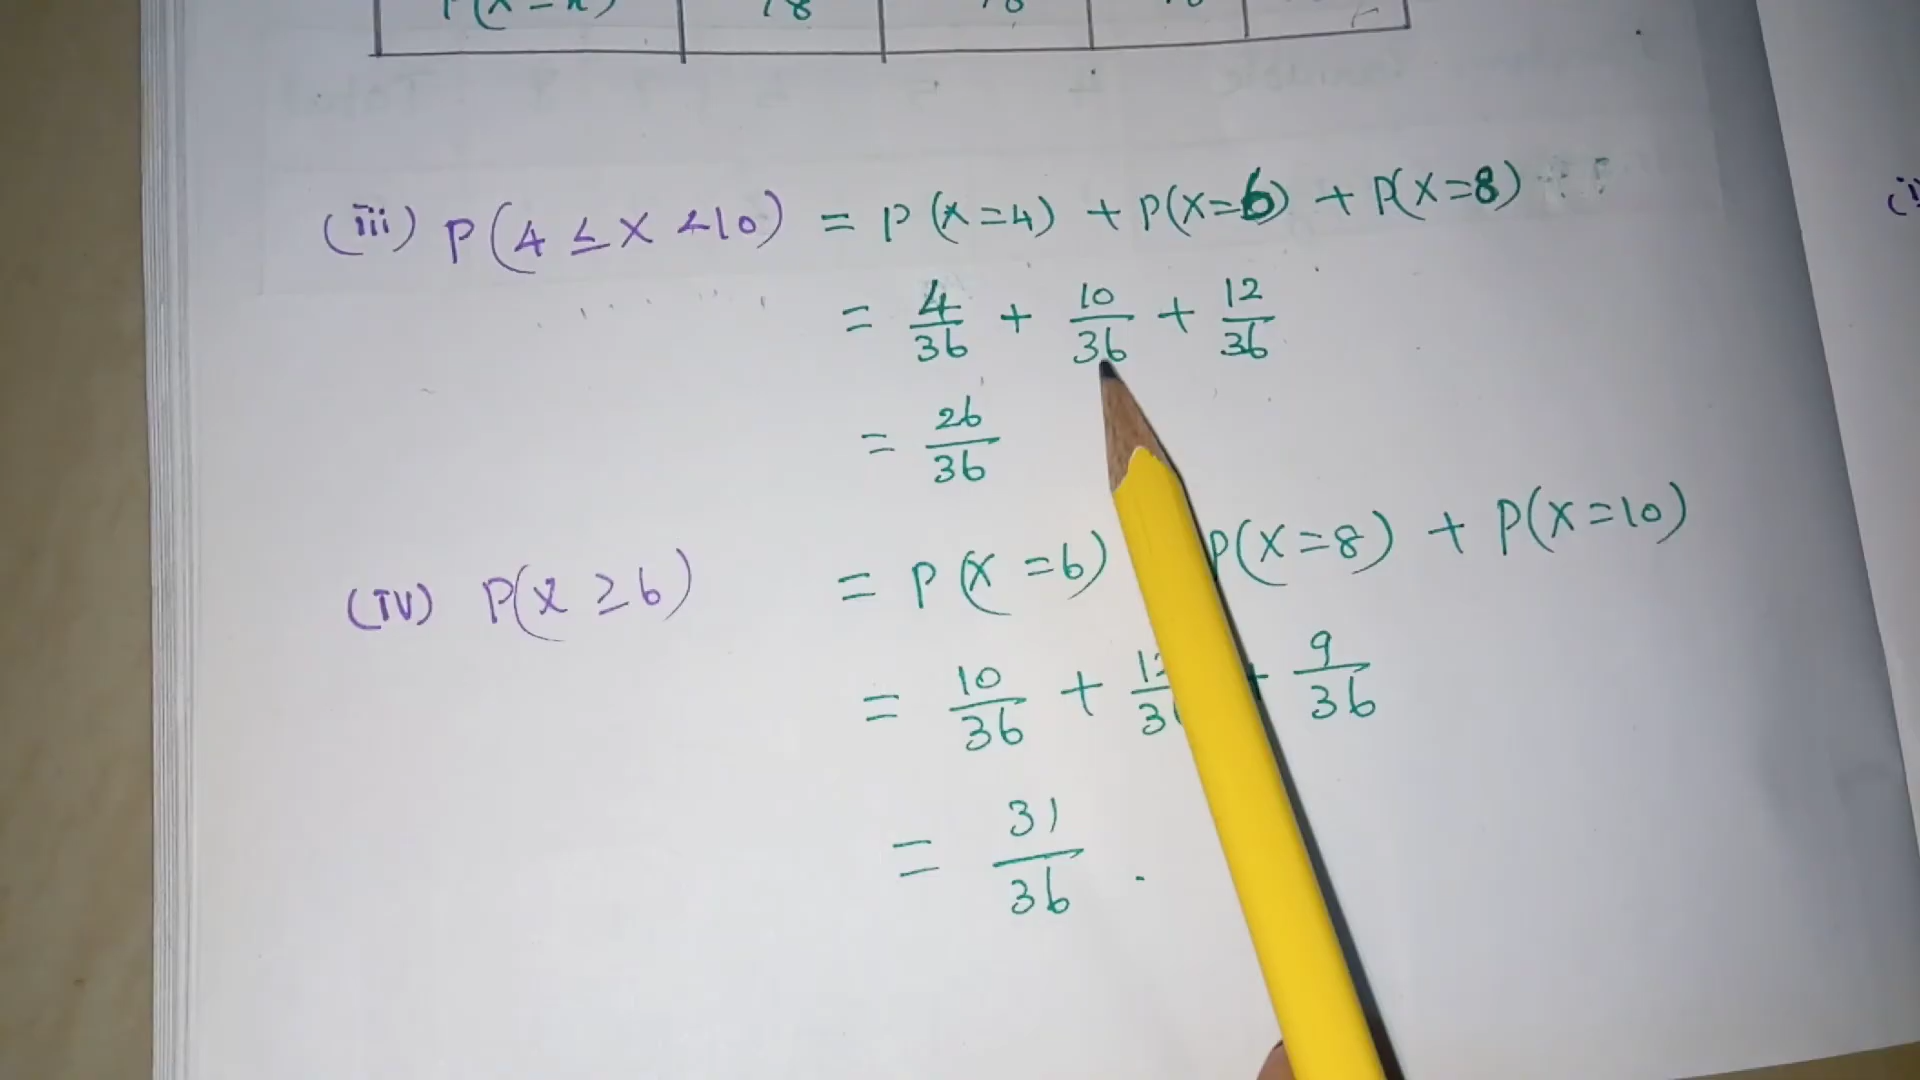 P(X = x)
(iii) P(4 ≤ X < 10) = P(X=4) + P(X=6) + P(X=8)
= 4/36 + 10/36 + 12/36
= 26/36
(iv) P(X ≥ 6) = P(X=6) P(X=8) + P(X=10)
= 10/36 + + 9/36
= 31/36 .